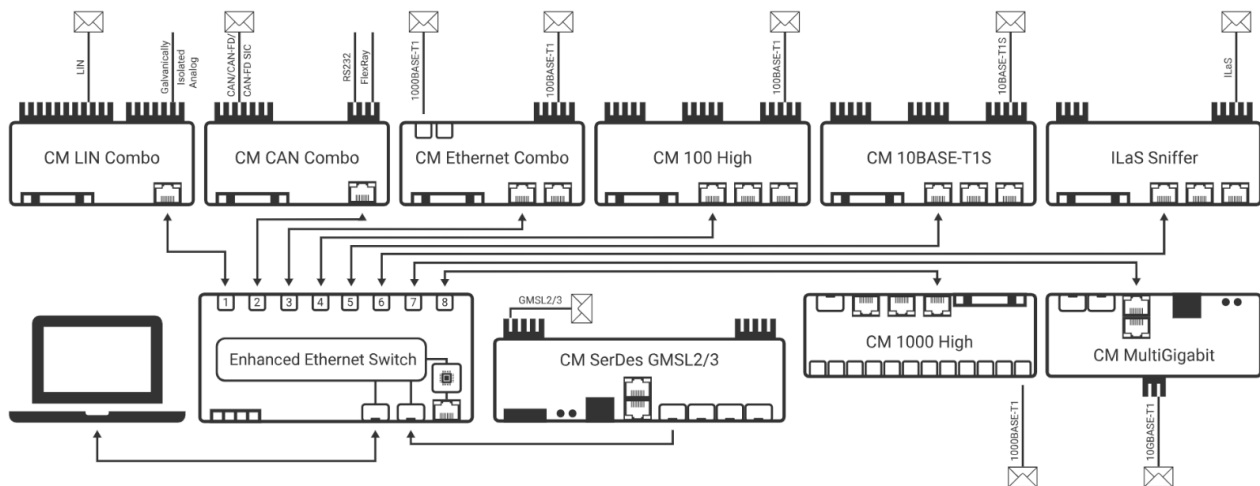 LIN
Galvanically
Isolated
Analog
CAN/CAN-FD/
CAN-FD SIC
RS232
FlexRay
1000BASE-T1
100BASE-T1
100BASE-T1
10BASE-T1S
ILaS
CM LIN Combo
CM CAN Combo
CM Ethernet Combo
CM 100 High
CM 10BASE-T1S
ILaS Sniffer
1
2
3
4
5
6
7
8
GMSL2/3
Enhanced Ethernet Switch
CM SerDes GMSL2/3
CM 1000 High
CM MultiGigabit
1000BASE-T1
10GBASE-T1